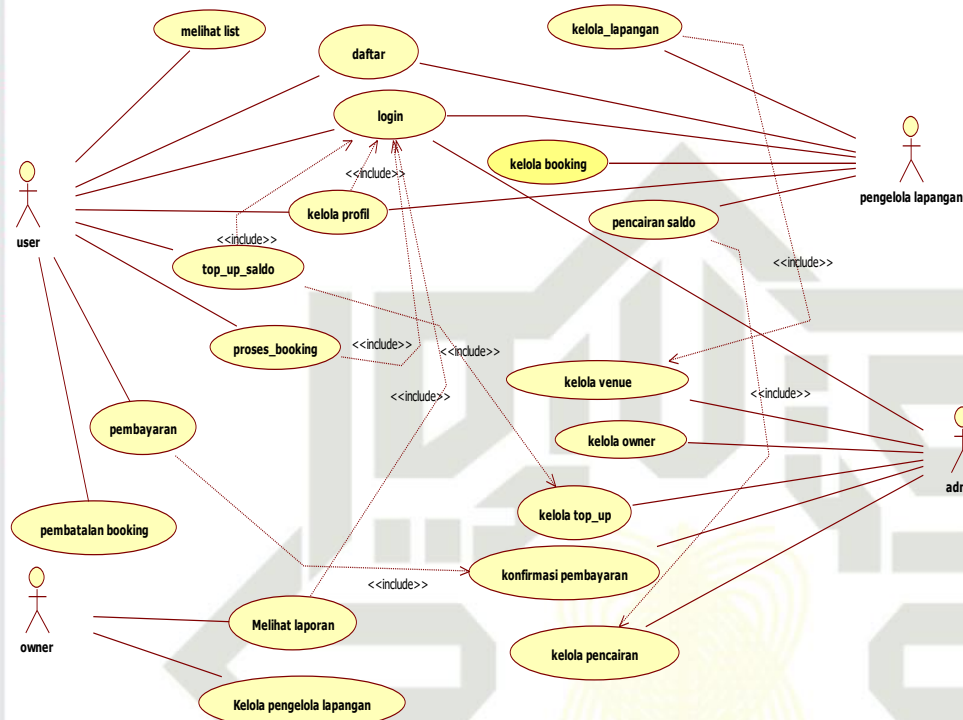 melihat list
kelola_lapangan
daftar
login
<<include>>
kelola booking
pengelola lapangan
user
kelola profil
pencairan saldo
<<include>>
top_up_saldo
<<include>>
proses_booking
<<include>>
<<include>>
kelola venue
<<include>>
<<include>>
pembayaran
kelola owner
adr
kelola top_up
pembatalan booking
konfirmasi pembayaran
<<include>>
Melihat laporan
owner
kelola pencairan
Kelola pengelola lapangan